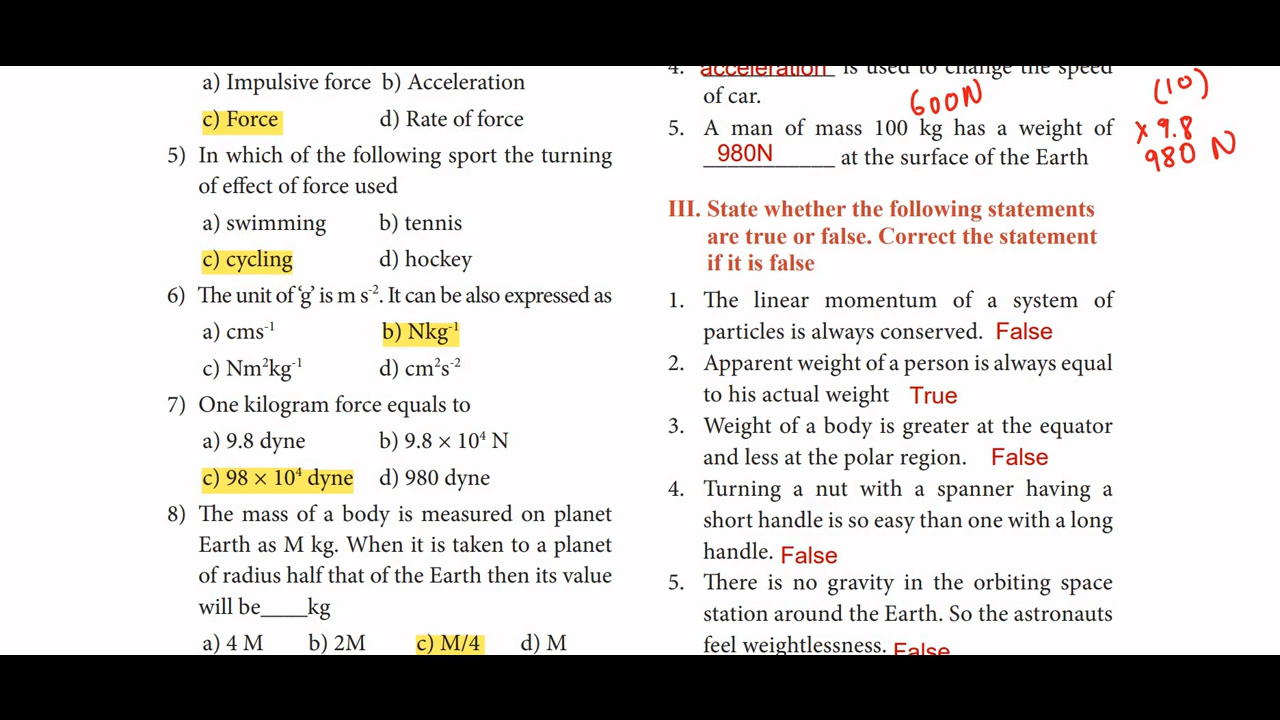 a) Impulsive force b) Acceleration
c) Force d) Rate of force
5) In which of the following sport the turning
of effect of force used
a) swimming b) tennis
c) cycling d) hockey
6) The unit of ‘g’ is m s⁻². It can be also expressed as
a) cms⁻¹ b) Nkg⁻¹
c) Nm²kg⁻¹ d) cm²s⁻²
7) One kilogram force equals to
a) 9.8 dyne b) 9.8 × 10⁴ N
c) 98 × 10⁴ dyne d) 980 dyne
8) The mass of a body is measured on planet
Earth as M kg. When it is taken to a planet
of radius half that of the Earth then its value
will be____kg
a) 4 M b) 2M c) M/4 d) M
4. acceleration is used to change the speed
of car.
600N
5. A man of mass 100 kg has a weight of
980N at the surface of the Earth
(10)
× 9.8
980 N
III. State whether the following statements
are true or false. Correct the statement
if it is false
1. The linear momentum of a system of
particles is always conserved. False
2. Apparent weight of a person is always equal
to his actual weight True
3. Weight of a body is greater at the equator
and less at the polar region. False
4. Turning a nut with a spanner having a
short handle is so easy than one with a long
handle. False
5. There is no gravity in the orbiting space
station around the Earth. So the astronauts
feel weightlessness. False